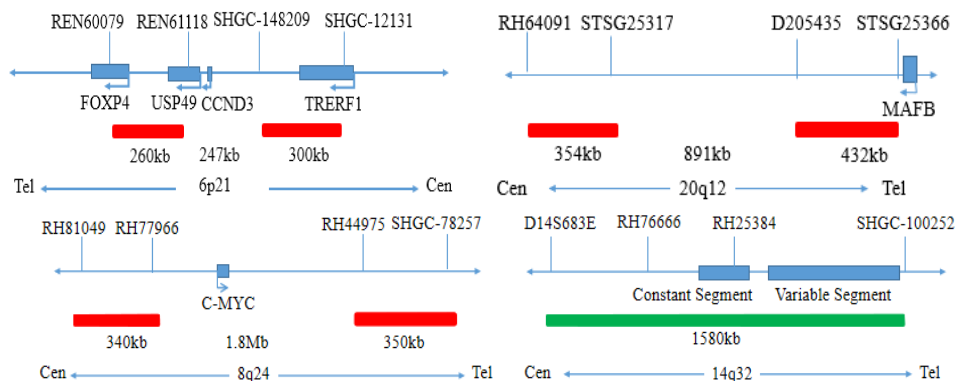 REN60079 REN61118 SHGC-148209 SHGC-12131
FOXP4 USP49 CCND3 TRERF1
260kb 247kb 300kb
Tel 6p21 Cen
RH64091 STSG25317 D205435 STSG25366
MAFB
354kb 891kb 432kb
Cen 20q12 Tel
RH81049 RH77966 RH44975 SHGC-78257
C-MYC
340kb 1.8Mb 350kb
Cen 8q24 Tel
D14S683E RH76666 RH25384 SHGC-100252
Constant Segment Variable Segment
1580kb
Cen 14q32 Tel